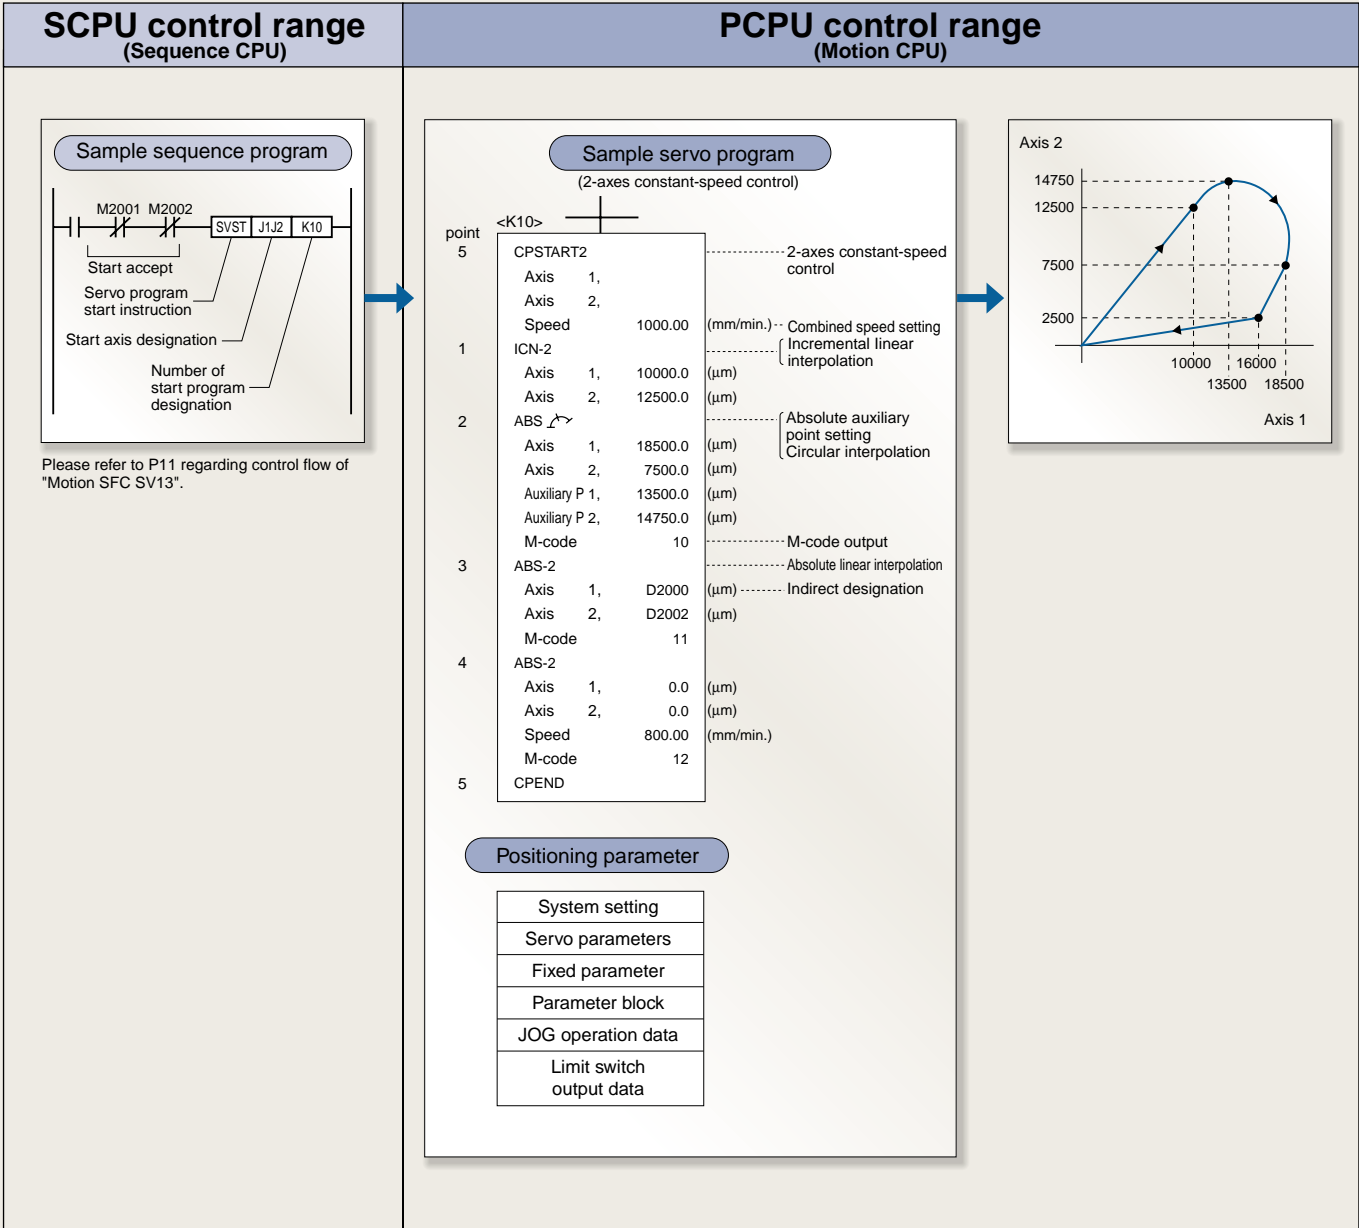 SCPU control range
(Sequence CPU)
PCPU control range
(Motion CPU)
Sample sequence program
M2001 M2002
SVST J1J2 K10
Start accept
Servo program
start instruction
Start axis designation
Number of
start program
designation
Please refer to P11 regarding control flow of
"Motion SFC SV13".
Sample servo program
(2-axes constant-speed control)
<K10>
point
5 CPSTART2 2-axes constant-speed
control
Axis 1,
Axis 2,
Speed 1000.00 (mm/min.) Combined speed setting
1 ICN-2 Incremental linear
interpolation
Axis 1, 10000.0 (μm)
Axis 2, 12500.0 (μm)
2 ABS Absolute auxiliary
point setting
Circular interpolation
Axis 1, 18500.0 (μm)
Axis 2, 7500.0 (μm)
Auxiliary P 1, 13500.0 (μm)
Auxiliary P 2, 14750.0 (μm)
M-code 10 M-code output
3 ABS-2 Absolute linear interpolation
Axis 1, D2000 (μm) Indirect designation
Axis 2, D2002 (μm)
M-code 11
4 ABS-2
Axis 1, 0.0 (μm)
Axis 2, 0.0 (μm)
Speed 800.00 (mm/min.)
M-code 12
5 CPEND
Positioning parameter
System setting
Servo parameters
Fixed parameter
Parameter block
JOG operation data
Limit switch
output data
Axis 2
14750
12500
7500
2500
10000 16000
13500 18500
Axis 1